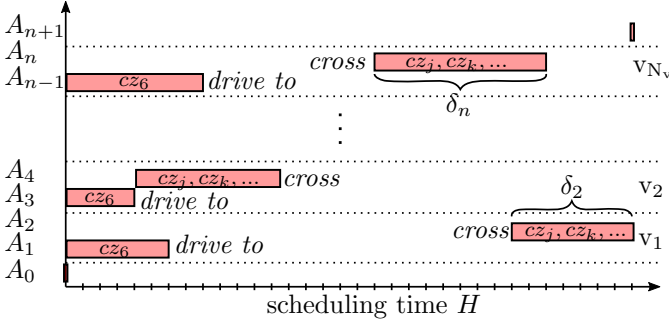 A_{n+1}
A_n cross cz_j, cz_k, ...
A_{n-1} cz_6 drive to v_{N_v}
δ_n
A_4 cz_j, cz_k, ... cross
A_3 cz_6 drive to δ_2 v_2
A_2 cross cz_j, cz_k, ... v_1
A_1 cz_6 drive to
A_0
scheduling time H